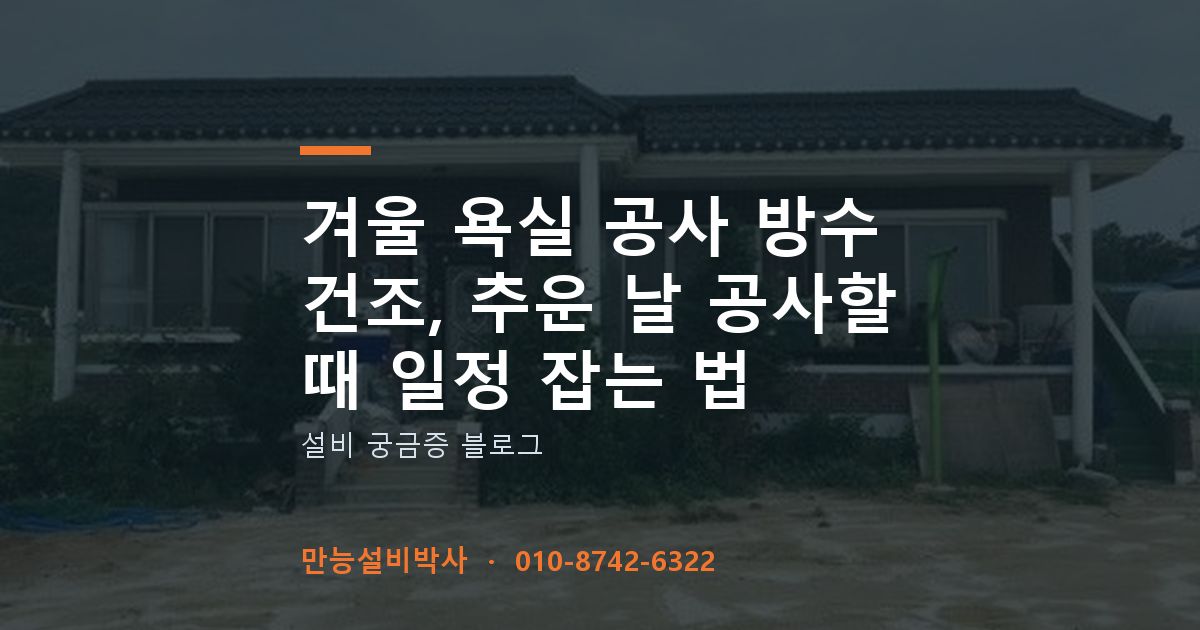 겨울 욕실 공사 방수
건조, 추운 날 공사할
때 일정 잡는 법
설비 궁금증 블로그
만능설비박사 · 010-8742-6322